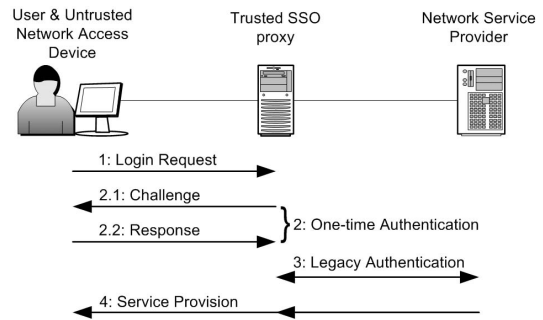 User & Untrusted
Network Access
Device
Trusted SSO
proxy
Network Service
Provider
1: Login Request
2.1: Challenge
2: One-time Authentication
2.2: Response
3: Legacy Authentication
4: Service Provision